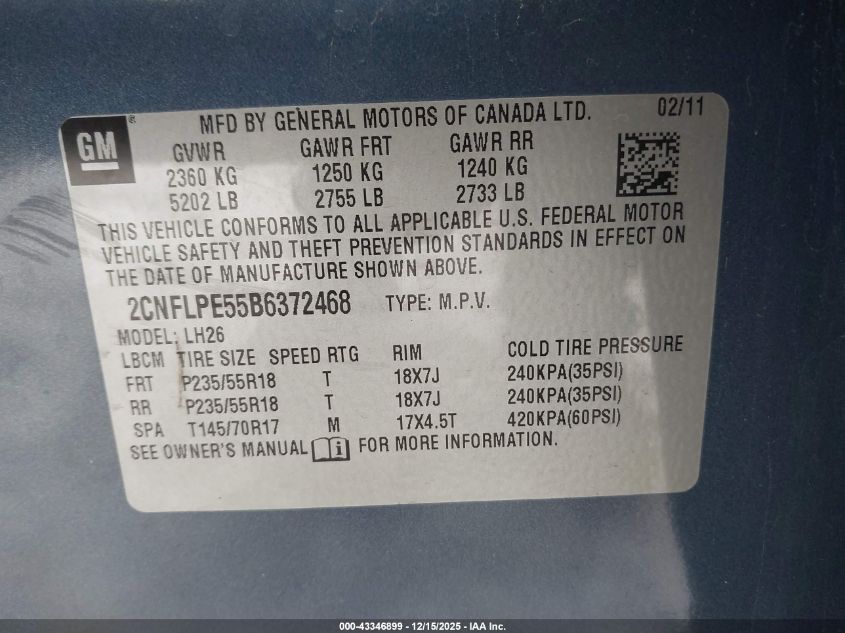 GM ®
MFD BY GENERAL MOTORS OF CANADA LTD. 02/11
GVWR GAWR FRT GAWR RR
2360 KG 1250 KG 1240 KG
5202 LB 2755 LB 2733 LB
THIS VEHICLE CONFORMS TO ALL APPLICABLE U.S. FEDERAL MOTOR
VEHICLE SAFETY AND THEFT PREVENTION STANDARDS IN EFFECT ON
THE DATE OF MANUFACTURE SHOWN ABOVE.
2CNFLPE55B6372468 TYPE: M.P.V.
MODEL: LH26
LBCM TIRE SIZE SPEED RTG RIM COLD TIRE PRESSURE
FRT P235/55R18 T 18X7J 240KPA(35PSI)
RR P235/55R18 T 18X7J 240KPA(35PSI)
SPA T145/70R17 M 17X4.5T 420KPA(60PSI)
SEE OWNER'S MANUAL i FOR MORE INFORMATION.
000-43346899 - 12/15/2025 - IAA Inc.